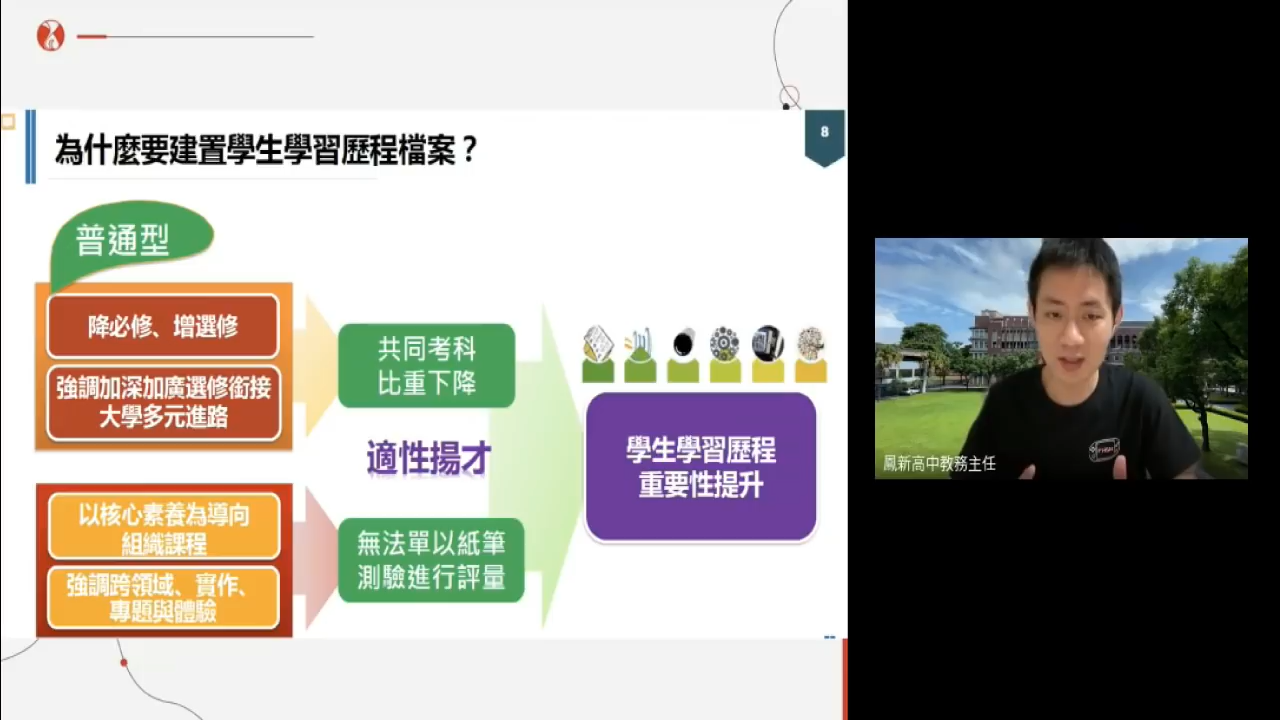 為什麼要建置學生學習歷程檔案？
8
普通型
降必修、增選修
強調加深加廣選修銜接
大學多元進路
以核心素養為導向
組織課程
強調跨領域、實作、
專題與體驗
共同考科
比重下降
適性揚才
無法單以紙筆
測驗進行評量
學生學習歷程
重要性提升
鳳新高中教務主任